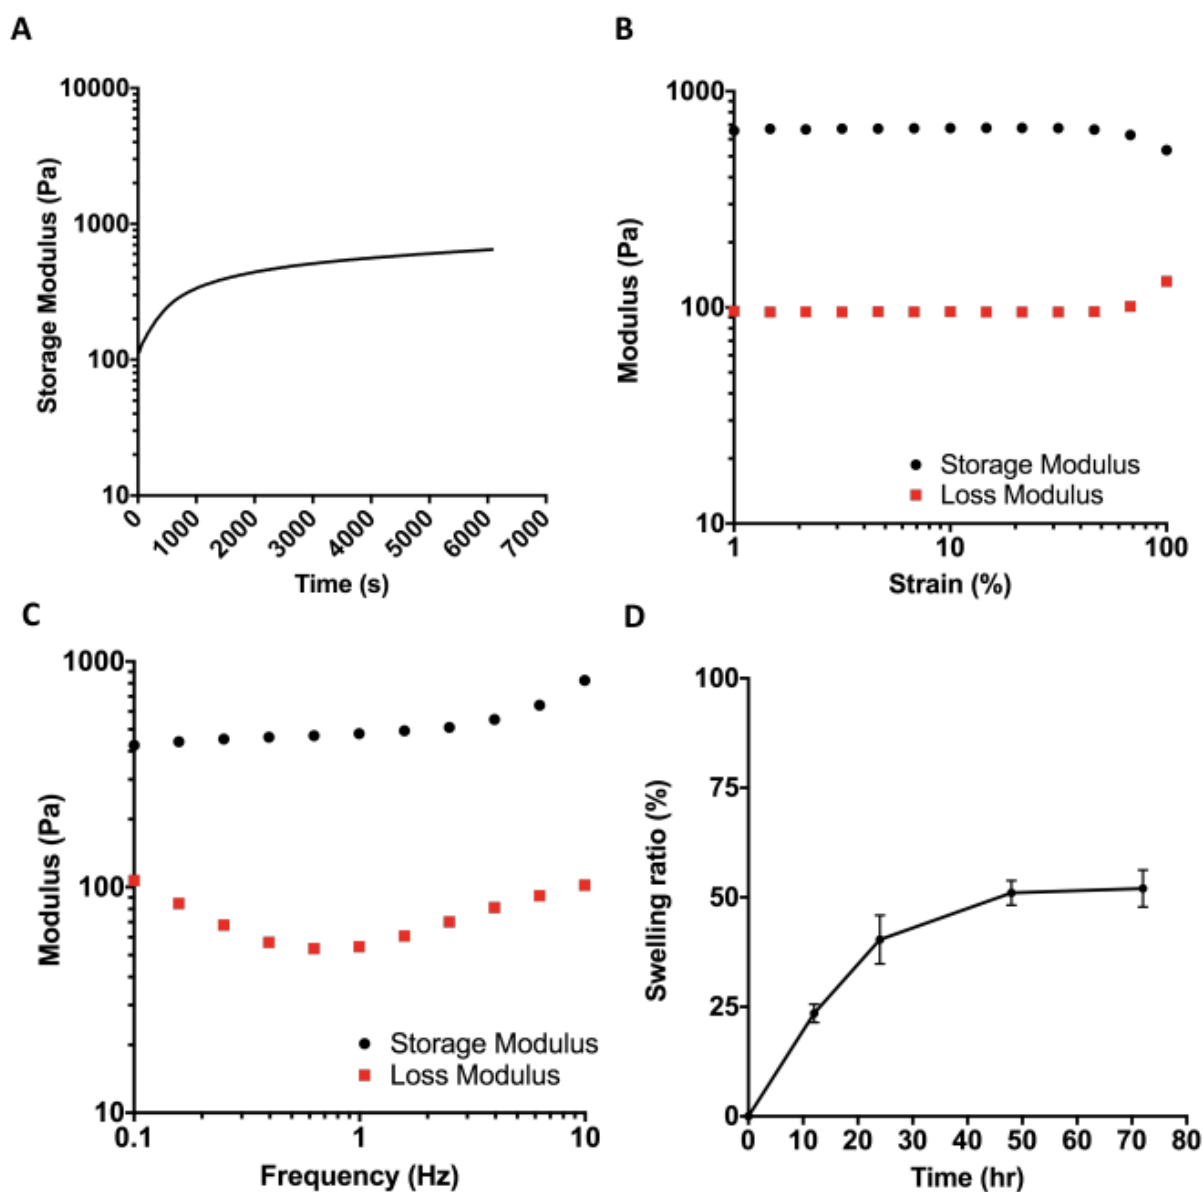 A
10000
1000
100
10
Storage Modulus (Pa)
0
1000
2000
3000
4000
5000
6000
7000
Time (s)
B
1000
100
10
Modulus (Pa)
Storage Modulus
Loss Modulus
1
10
100
Strain (%)
C
1000
100
10
Modulus (Pa)
Storage Modulus
Loss Modulus
0.1
1
10
Frequency (Hz)
D
100
75
50
25
0
Swelling ratio (%)
0 10 20 30 40 50 60 70 80
Time (hr)